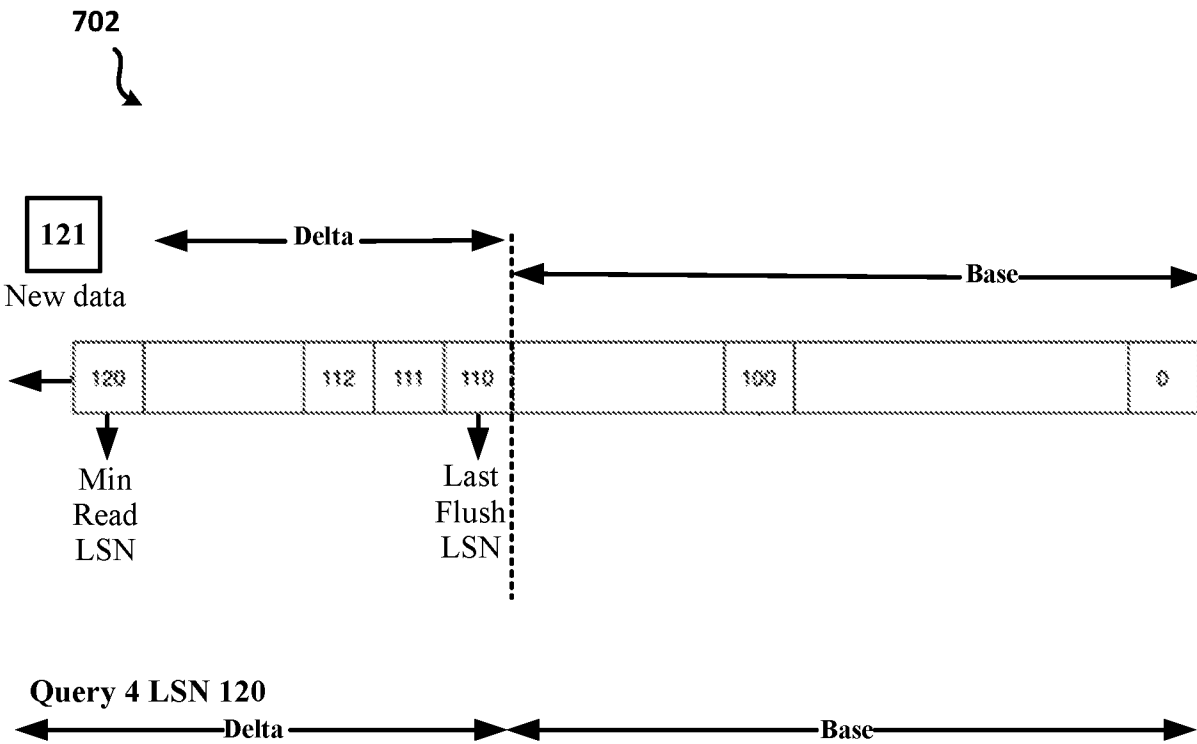 702
121
New data
Delta
Base
120 112 111 110 100 0
Min
Read
LSN
Last
Flush
LSN
Query 4 LSN 120
Delta
Base